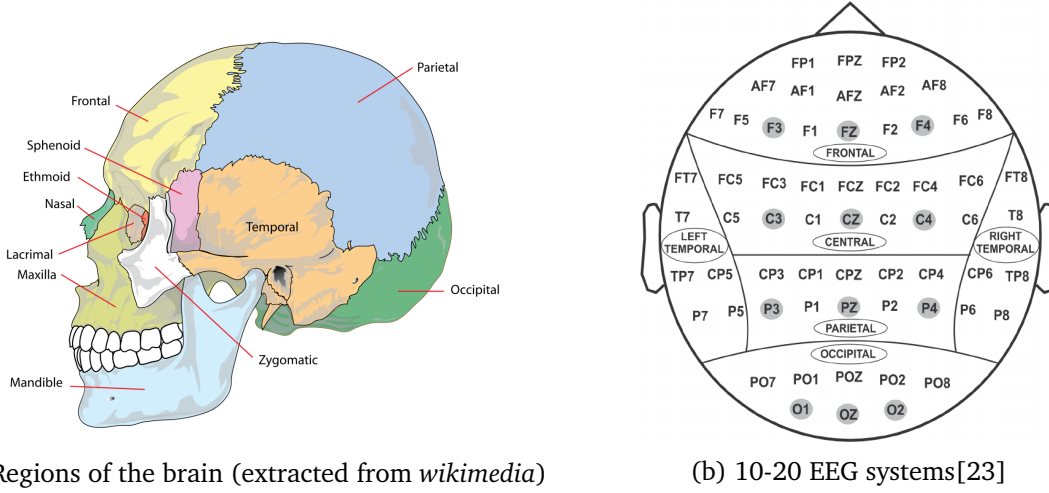 Parietal
Frontal
Sphenoid
Ethmoid
Nasal
Temporal
Lacrimal
Maxilla
Occipital
Zygomatic
Mandible
Regions of the brain (extracted from wikimedia)
FP1 FPZ FP2
AF7 AF1 AFZ AF2 AF8
F7 F5 F3 F1 FZ F2 F4 F6 F8
FRONTAL
FT7 FC5 FC3 FC1 FCZ FC2 FC4 FC6 FT8
T7 C5 C3 C1 CZ C2 C4 C6 T8
LEFT
TEMPORAL
CENTRAL
RIGHT
TEMPORAL
TP7 CP5 CP3 CP1 CPZ CP2 CP4 CP6 TP8
P7 P5 P3 P1 PZ P2 P4 P6 P8
PARIETAL
OCCIPITAL
PO7 PO1 POZ PO2 PO8
O1 OZ O2
(b) 10-20 EEG systems[23]